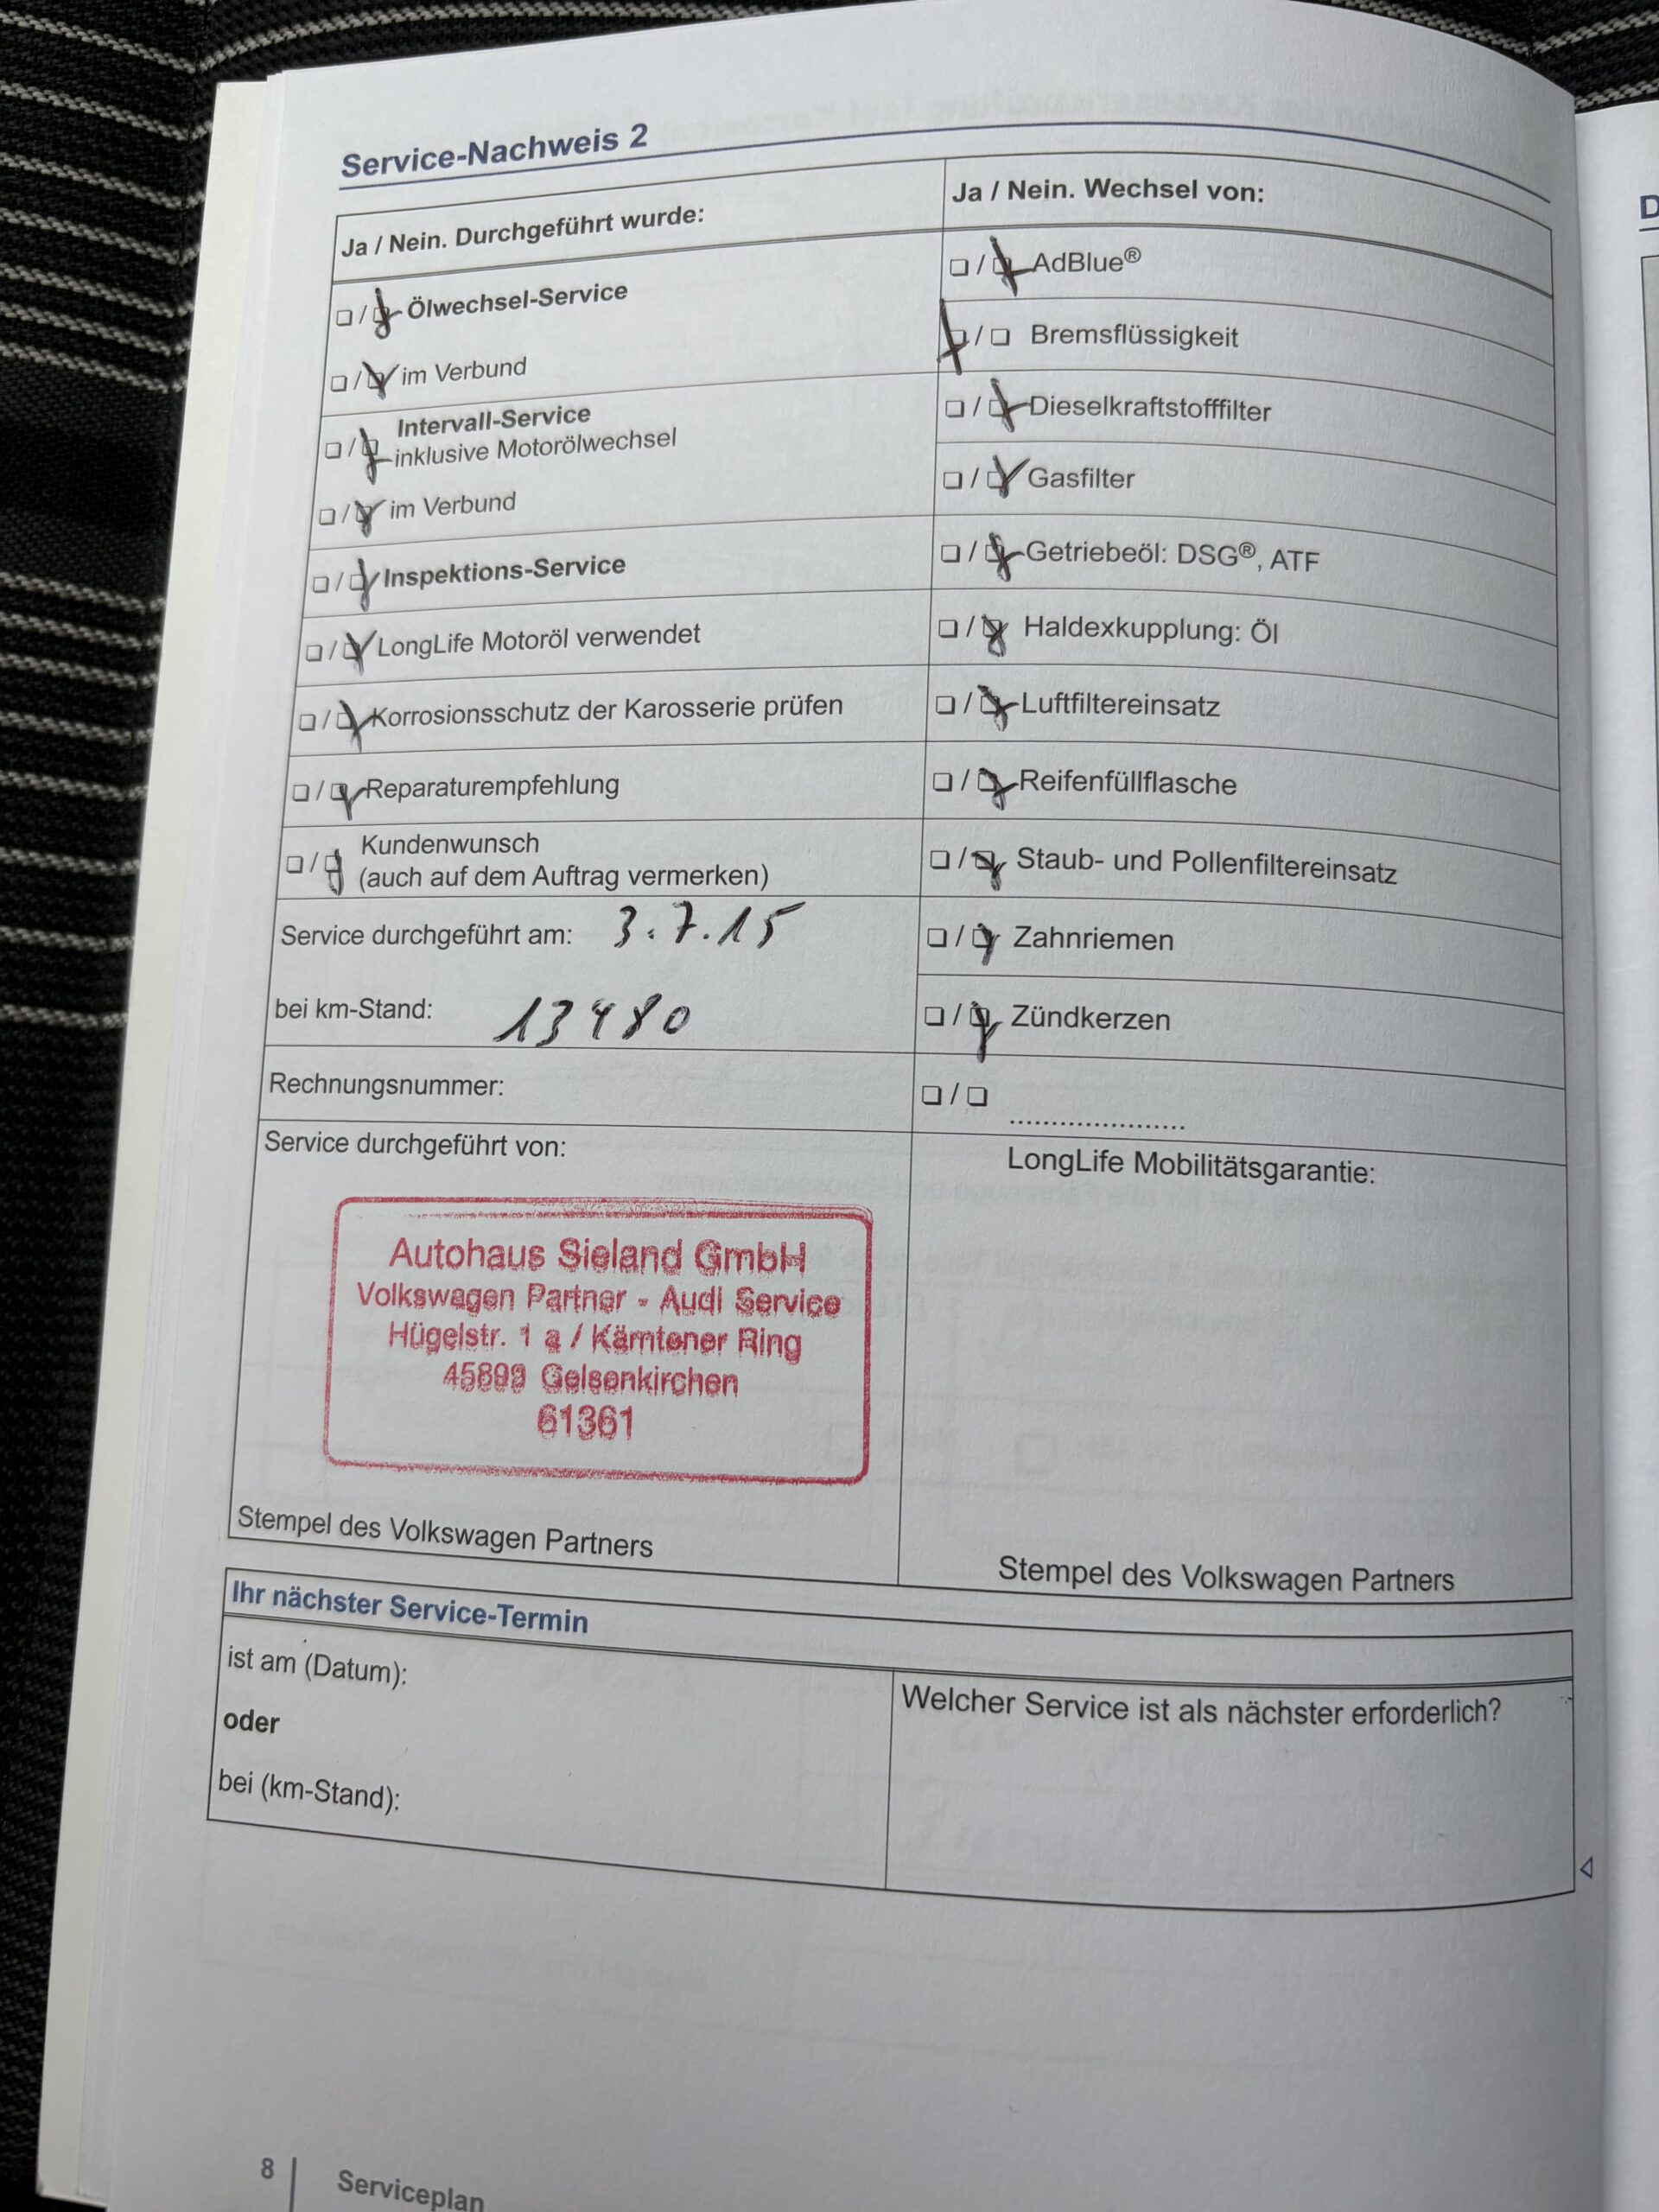 Service-Nachweis 2
Ja / Nein. Durchgeführt wurde:
❏ / ❏ Ölwechsel-Service
❏ / ❏ im Verbund
❏ / ❏ Intervall-Service
inklusive Motorölwechsel
❏ / ❏ im Verbund
❏ / ❏ Inspektions-Service
❏ / ❏ LongLife Motoröl verwendet
❏ / ❏ Korrosionsschutz der Karosserie prüfen
❏ / ❏ Reparaturempfehlung
❏ / ❏ Kundenwunsch
(auch auf dem Auftrag vermerken)
Service durchgeführt am: 3.7.15
bei km-Stand: 13480
Rechnungsnummer:
Service durchgeführt von:
Autohaus Sieland GmbH
Volkswagen Partner - Audi Service
Hügelstr. 1 a / Kärntener Ring
45899 Gelsenkirchen
61361
Stempel des Volkswagen Partners
Ja / Nein. Wechsel von:
❏ / ❏ AdBlue®
❏ / ❏ Bremsflüssigkeit
❏ / ❏ Dieselkraftstofffilter
❏ / ❏ Gasfilter
❏ / ❏ Getriebeöl: DSG®, ATF
❏ / ❏ Haldexkupplung: Öl
❏ / ❏ Luftfiltereinsatz
❏ / ❏ Reifenfüllflasche
❏ / ❏ Staub- und Pollenfiltereinsatz
❏ / ❏ Zahnriemen
❏ / ❏ Zündkerzen
❏ / ❏ ......................
LongLife Mobilitätsgarantie:
Stempel des Volkswagen Partners
Ihr nächster Service-Termin
ist am (Datum):
oder
bei (km-Stand):
Welcher Service ist als nächster erforderlich?
8 | Serviceplan
D